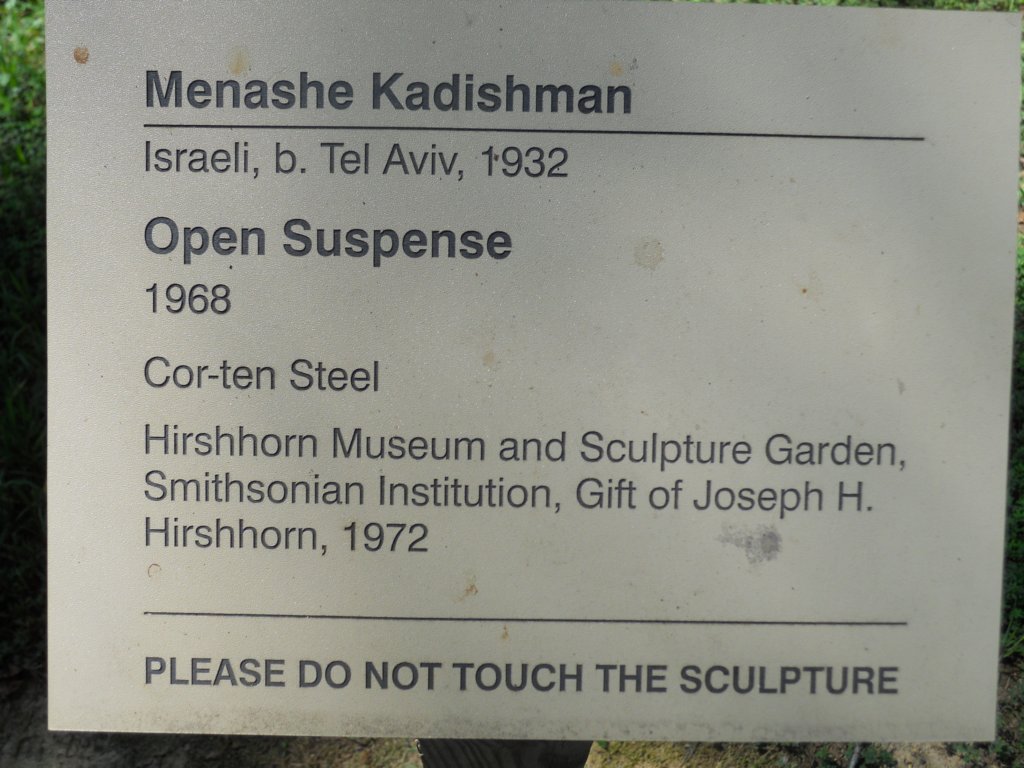 Menashe Kadishman
Israeli, b. Tel Aviv, 1932
Open Suspense
1968
Cor-ten Steel
Hirshhorn Museum and Sculpture Garden,
Smithsonian Institution, Gift of Joseph H.
Hirshhorn, 1972
PLEASE DO NOT TOUCH THE SCULPTURE